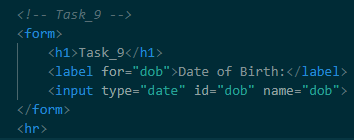 <!-- Task_9 -->
<form>
    <h1>Task_9</h1>
    <label for="dob">Date of Birth:</label>
    <input type="date" id="dob" name="dob">
</form>
<hr>